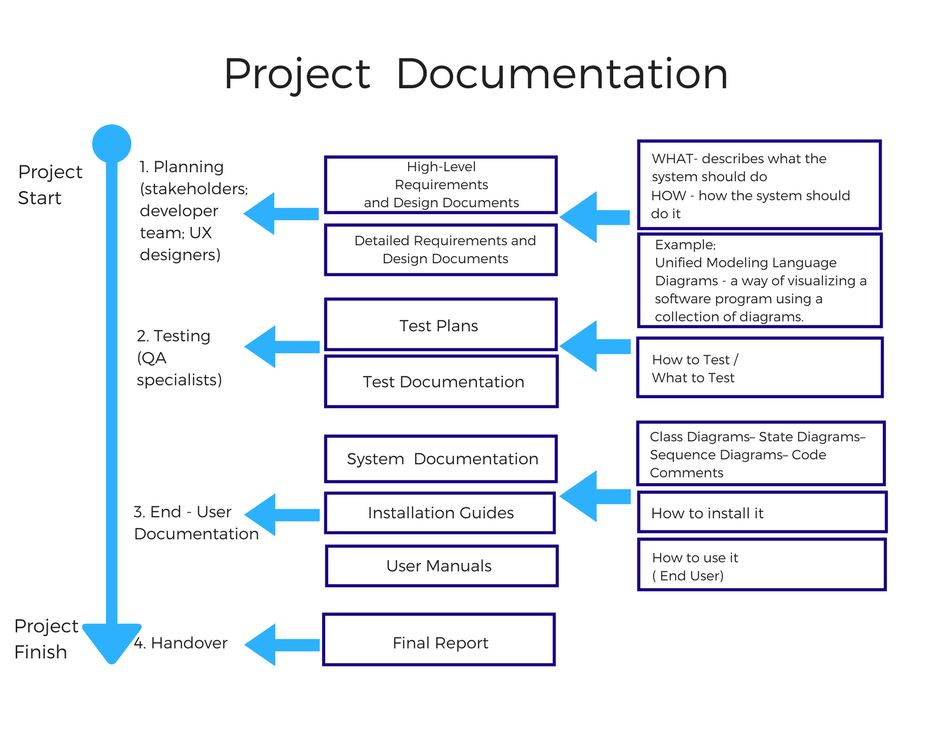 Project Documentation
Project
Start
1. Planning
(stakeholders;
developer
team; UX
designers)
High-Level
Requirements
and Design Documents
Detailed Requirements and
Design Documents
WHAT- describes what the
system should do
HOW - how the system should
do it
Example;
Unified Modeling Language
Diagrams - a way of visualizing a
software program using a
collection of diagrams.
2. Testing
(QA
specialists)
Test Plans
Test Documentation
How to Test /
What to Test
3. End - User
Documentation
System Documentation
Installation Guides
User Manuals
Class Diagrams– State Diagrams–
Sequence Diagrams– Code
Comments
How to install it
How to use it
( End User)
Project
Finish
4. Handover
Final Report